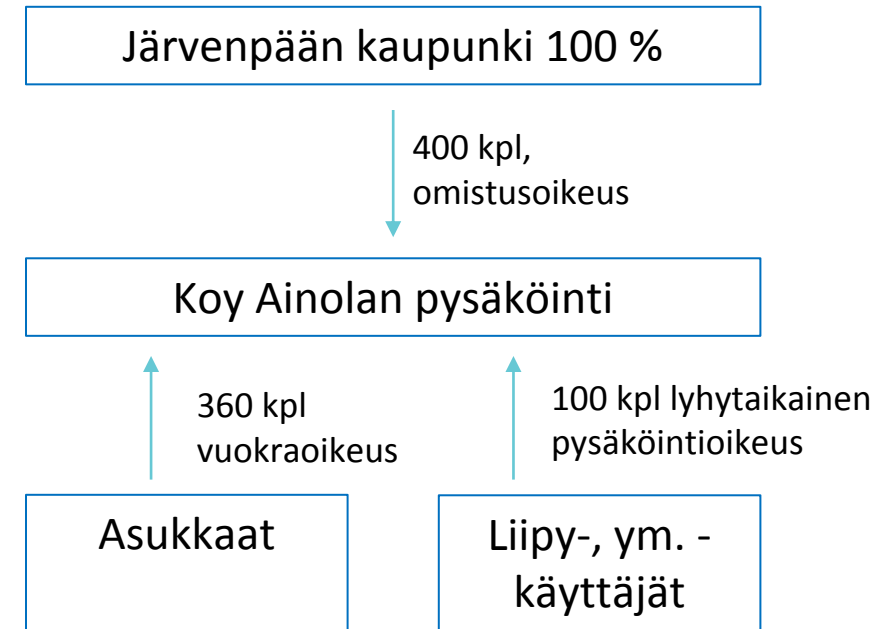 Järvenpään kaupunki 100 %
400 kpl,
omistusoikeus
Koy Ainolan pysäköinti
360 kpl
vuokraoikeus
100 kpl lyhytaikainen
pysäköintioikeus
Asukkaat
Liipy-, ym. -
käyttäjät